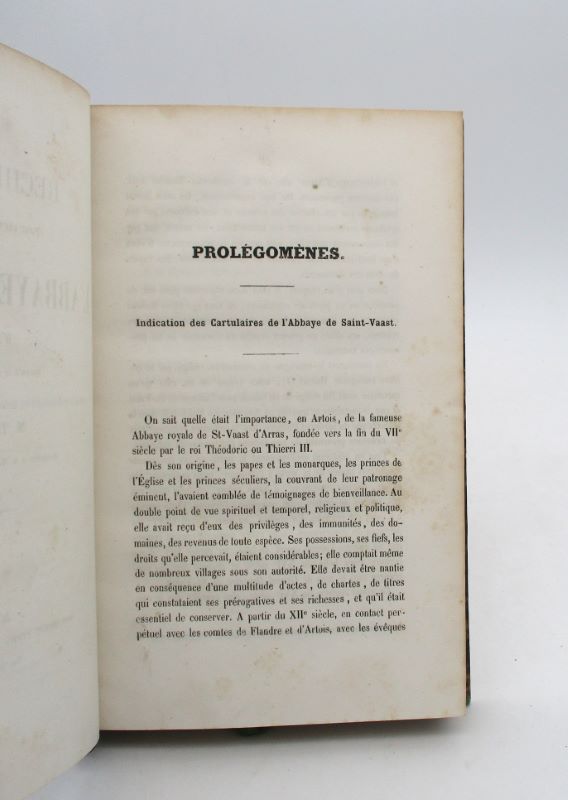 RECH
ABBAYE
PROLÉGOMÈNES.
Indication des Cartulaires de l'Abbaye de Saint-Vaast.
On sait quelle était l'importance, en Artois, de la fameuse
Abbaye royale de St-Vaast d'Arras, fondée vers la fin du VIIe
siècle par le roi Théodoric ou Thierri III.
Dès son origine, les papes et les monarques, les princes de
l'Église et les princes séculiers, la couvrant de leur patronage
éminent, l'avaient comblée de témoignages de bienveillance. Au
double point de vue spirituel et temporel, religieux et politique,
elle avait reçu d'eux des privilèges, des immunités, des do-
maines, des revenus de toute espèce. Ses possessions, ses fiefs, les
droits qu'elle percevait, étaient considérables; elle comptait même
de nombreux villages sous son autorité. Elle devait être nantie
en conséquence d'une multitude d'actes, de chartes, de titres
qui constataient ses prérogatives et ses richesses, et qu'il était
essentiel de conserver. A partir du XIIe siècle, en contact per-
pétuel avec les comtes de Flandre et d'Artois, avec les évêques